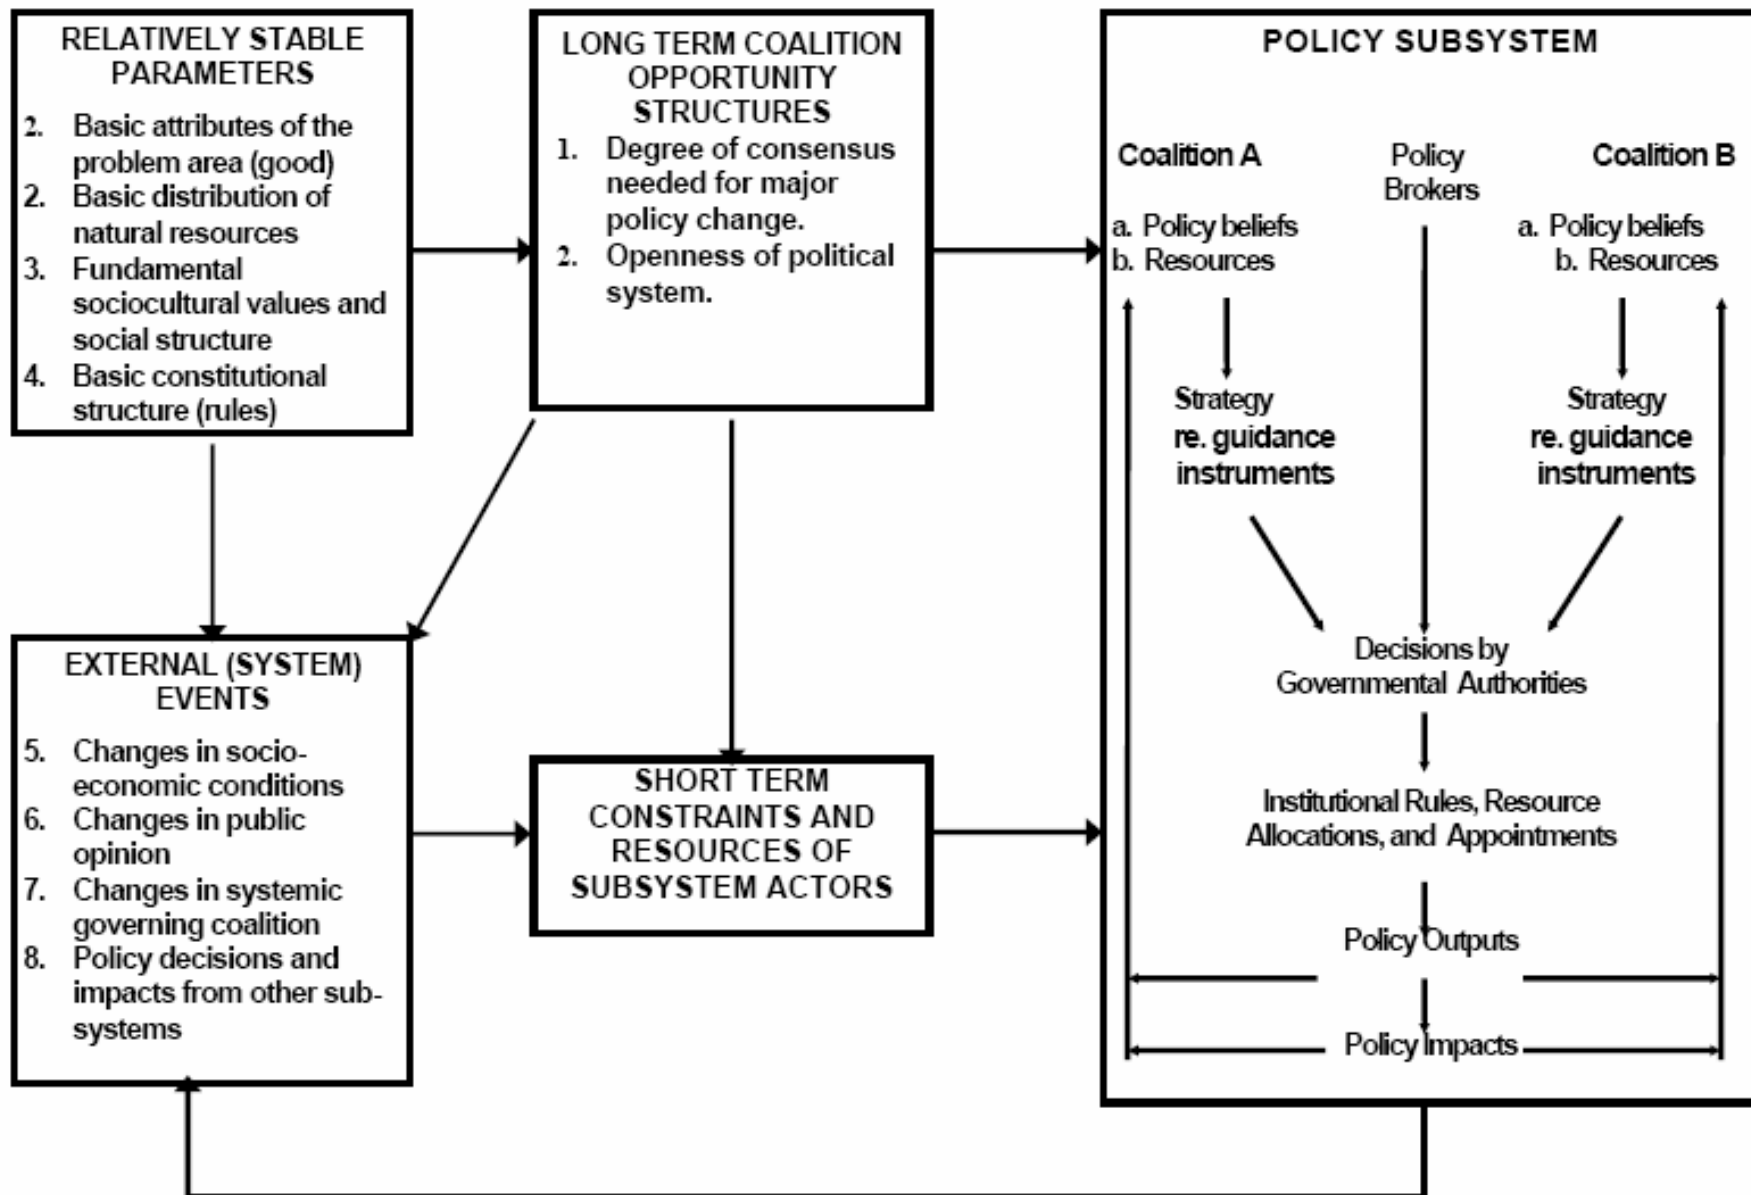 RELATIVELY STABLE
PARAMETERS
2. Basic attributes of the
problem area (good)
2. Basic distribution of
natural resources
3. Fundamental
sociocultural values and
social structure
4. Basic constitutional
structure (rules)
LONG TERM COALITION
OPPORTUNITY
STRUCTURES
1. Degree of consensus
needed for major
policy change.
2. Openness of political
system.
EXTERNAL (SYSTEM)
EVENTS
5. Changes in socio-
economic conditions
6. Changes in public
opinion
7. Changes in systemic
governing coalition
8. Policy decisions and
impacts from other sub-
systems
SHORT TERM
CONSTRAINTS AND
RESOURCES OF
SUBSYSTEM ACTORS
POLICY SUBSYSTEM
Coalition A
a. Policy beliefs
b. Resources
Strategy
re. guidance
instruments
Policy
Brokers
Coalition B
a. Policy beliefs
b. Resources
Strategy
re. guidance
instruments
Decisions by
Governmental Authorities
Institutional Rules, Resource
Allocations, and Appointments
Policy Outputs
Policy Impacts